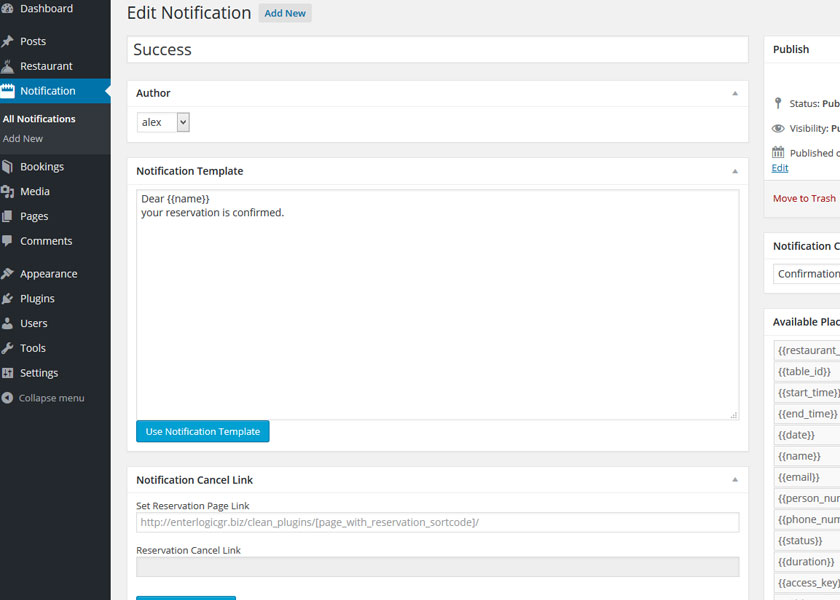 Dashboard
Posts
Restaurant
Notification
All Notifications
Add New
Bookings
Media
Pages
Comments
Appearance
Plugins
Users
Tools
Settings
Collapse menu
Edit Notification
Add New
Success
Author
alex
Notification Template
Dear {{name}}
your reservation is confirmed.
Use Notification Template
Notification Cancel Link
Set Reservation Page Link
http://enterlogicgr.biz/clean_plugins/[page_with_reservation_sortcode]/
Reservation Cancel Link
Publish
Status: Pub
Visibility: Pu
Published o
Edit
Move to Trash
Notification C
Confirmation
Available Plac
{{restaurant_
{{table_id}}
{{start_time}}
{{end_time}}
{{date}}
{{name}}
{{email}}
{{person_num
{{phone_num
{{status}}
{{duration}}
{{access_key}